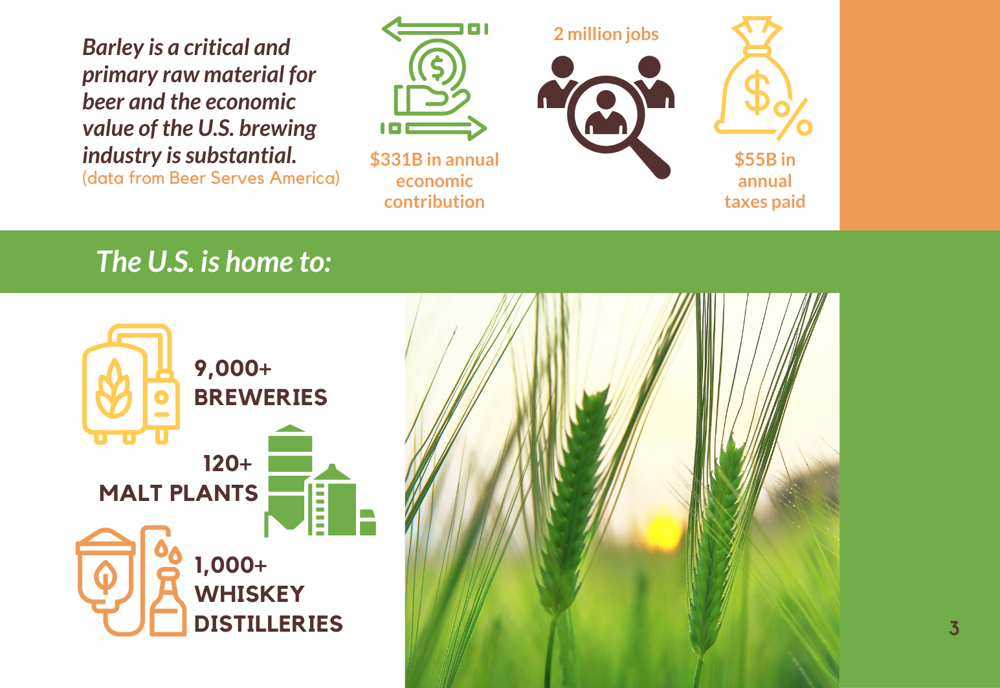 Barley is a critical and
primary raw material for
beer and the economic
value of the U.S. brewing
industry is substantial.
(data from Beer Serves America)
$331B in annual
economic
contribution
2 million jobs
$55B in
annual
taxes paid
The U.S. is home to:
9,000+
BREWERIES
120+
MALT PLANTS
1,000+
WHISKEY
DISTILLERIES
3